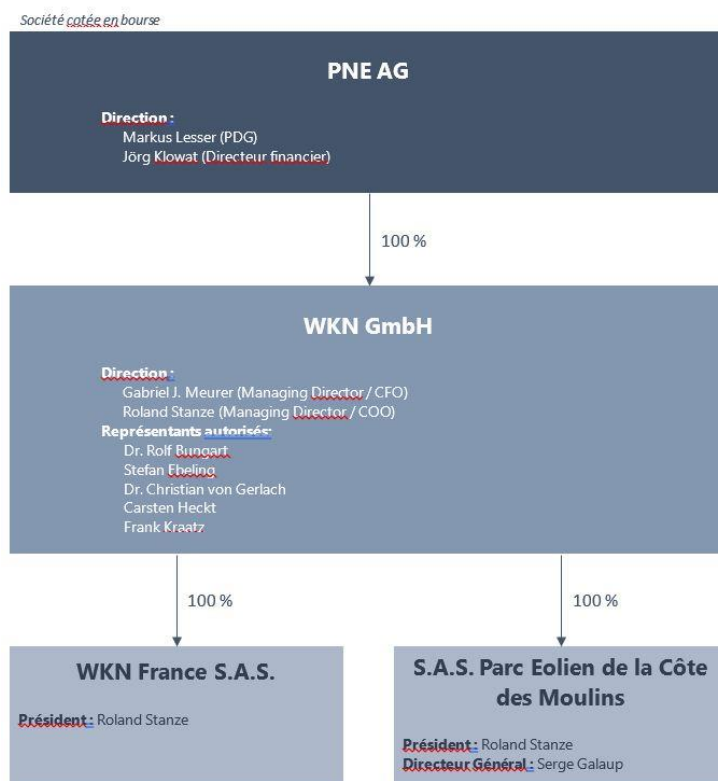 Société cotée en bourse
PNE AG
Direction :
Markus Lesser (PDG)
Jörg Klowat (Directeur financier)
100 %
WKN GmbH
Direction :
Gabriel J. Meurer (Managing Director / CFO)
Roland Stanze (Managing Director / COO)
Représentants autorisés:
Dr. Rolf Bungart
Stefan Ebeling
Dr. Christian von Gerlach
Carsten Heckt
Frank Kraatz
100 %
100 %
WKN France S.A.S.
Président : Roland Stanze
S.A.S. Parc Eolien de la Côte
des Moulins
Président : Roland Stanze
Directeur Général : Serge Galaup